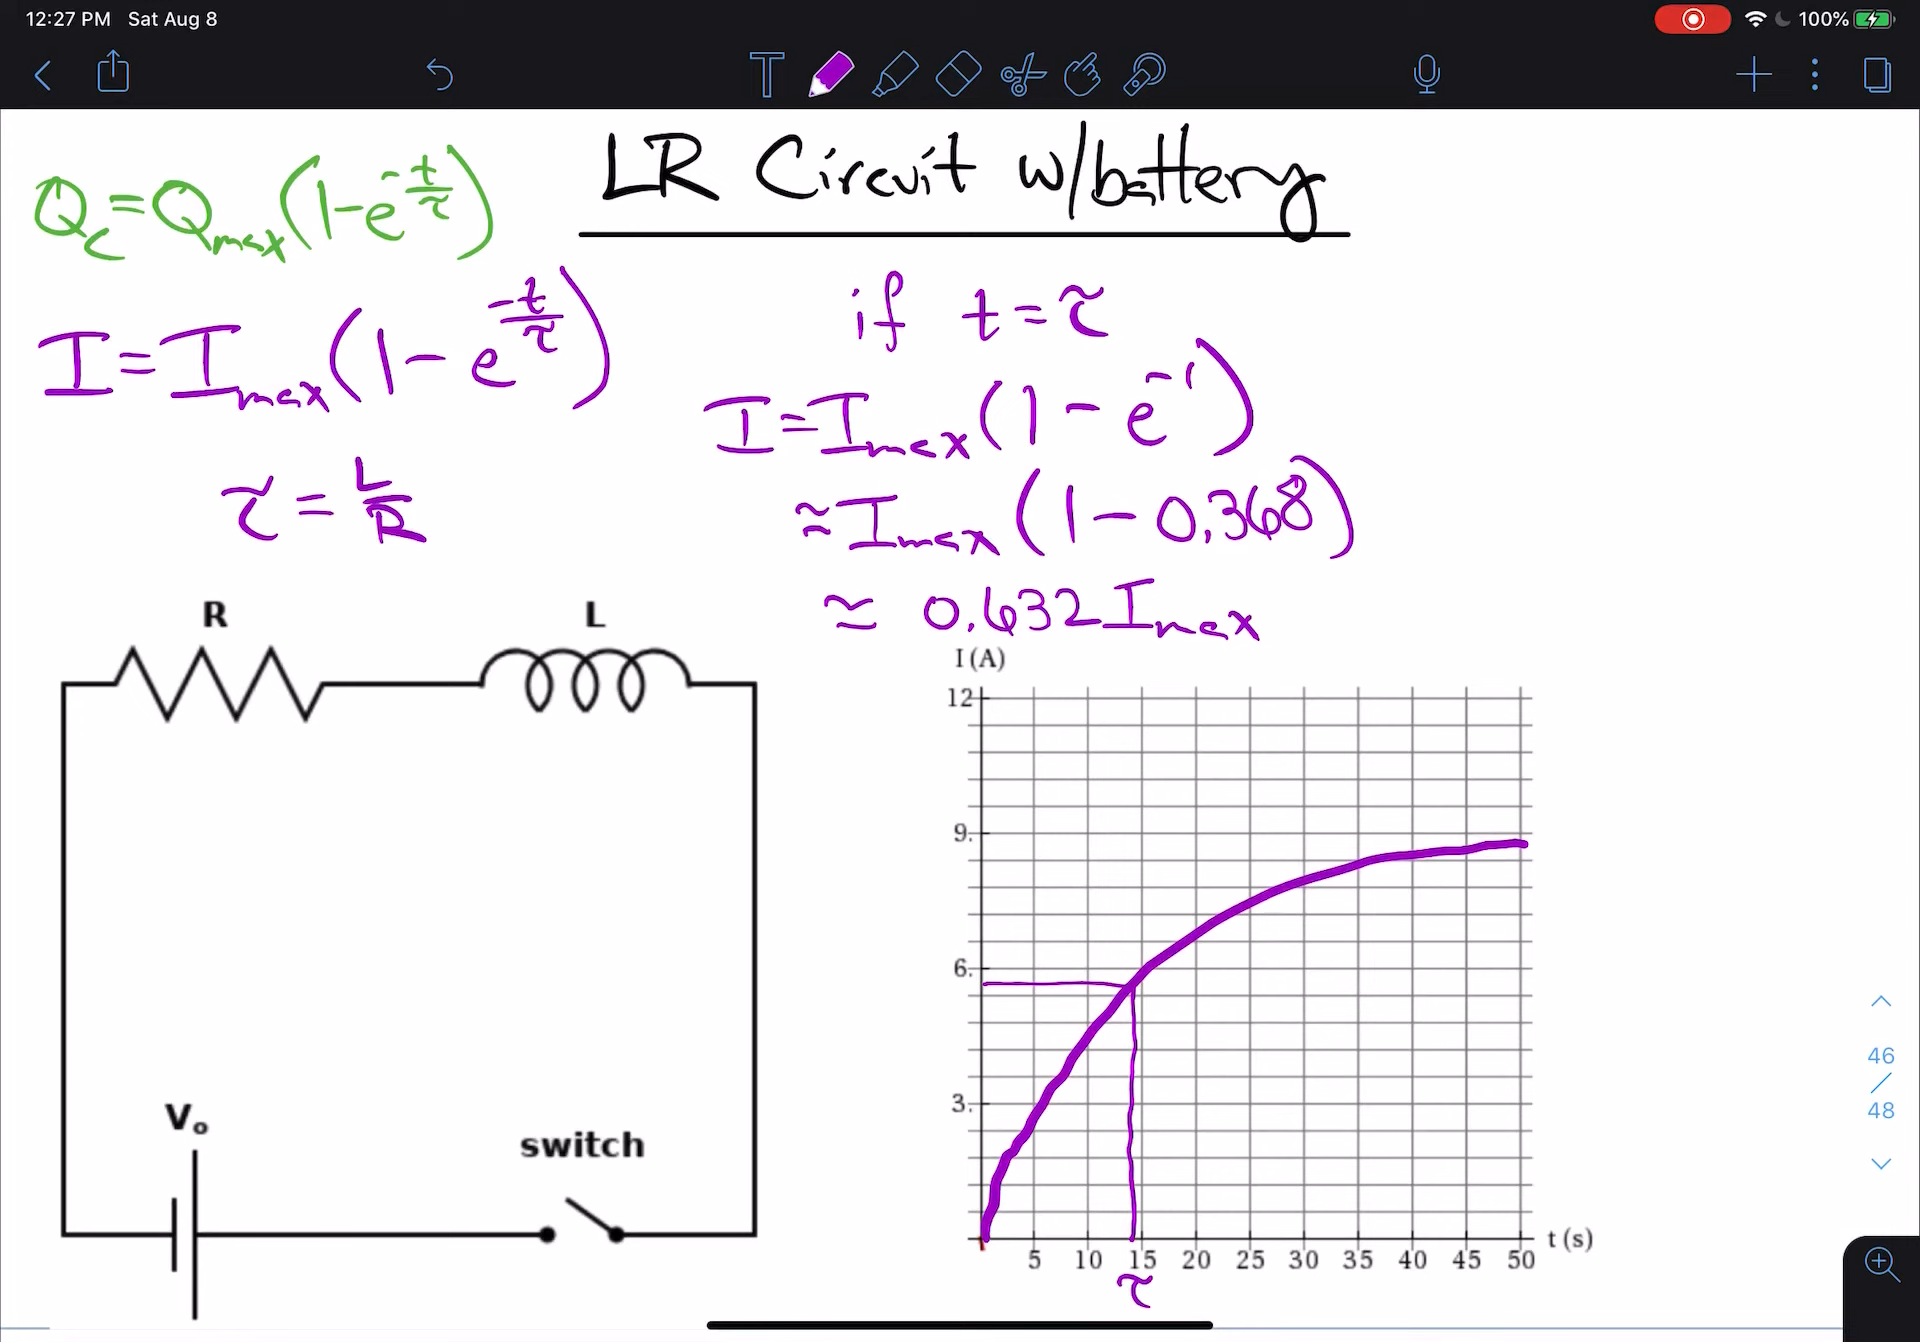 12:27 PM Sat Aug 8
100%
LR Circuit w/battery
Q_c = Q_max(1-e^{-t/τ})
I = I_max(1-e^{-t/τ})
τ = L/R
if t = τ
I = I_max(1-e^{-1})
≈ I_max(1-0.368)
≃ 0.632 I_max
R L
V₀
switch
I (A)
12
9.
6.
3.
5 10 15 20 25 30 35 40 45 50 t (s)
τ
46
/
48